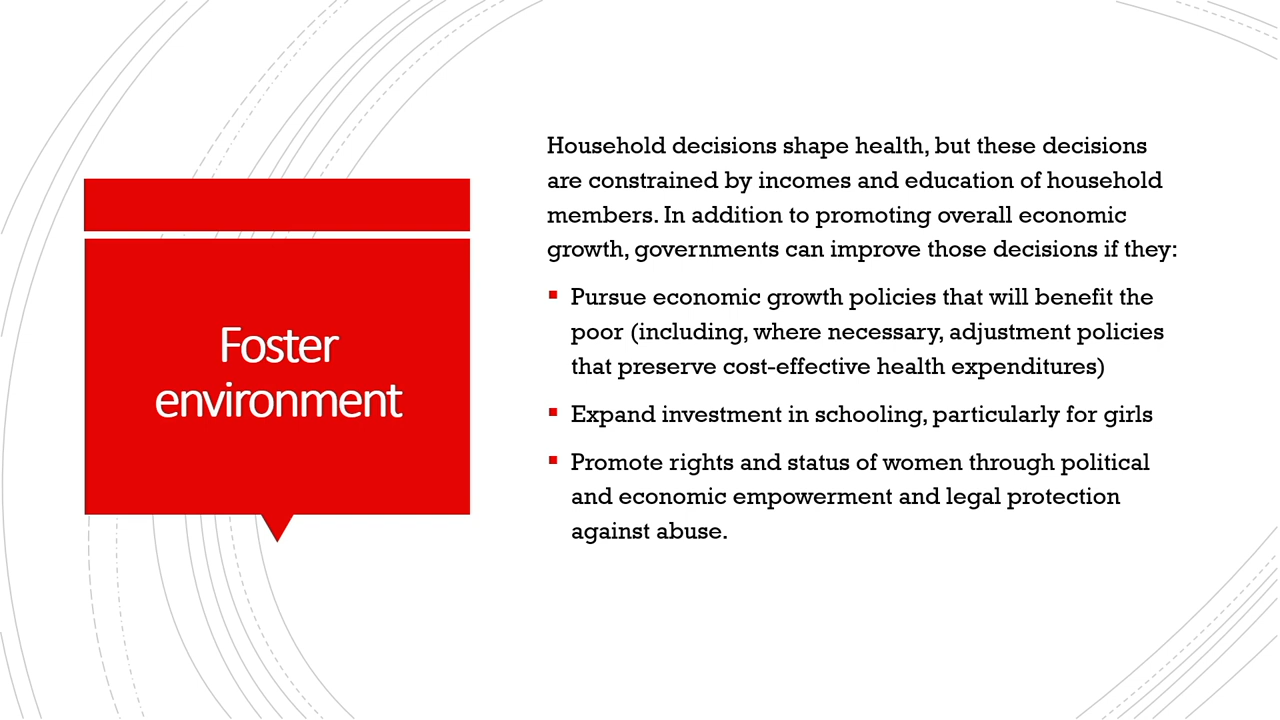 Foster
environment
Household decisions shape health, but these decisions
are constrained by incomes and education of household
members. In addition to promoting overall economic
growth, governments can improve those decisions if they:
▪ Pursue economic growth policies that will benefit the
poor (including, where necessary, adjustment policies
that preserve cost-effective health expenditures)
▪ Expand investment in schooling, particularly for girls
▪ Promote rights and status of women through political
and economic empowerment and legal protection
against abuse.